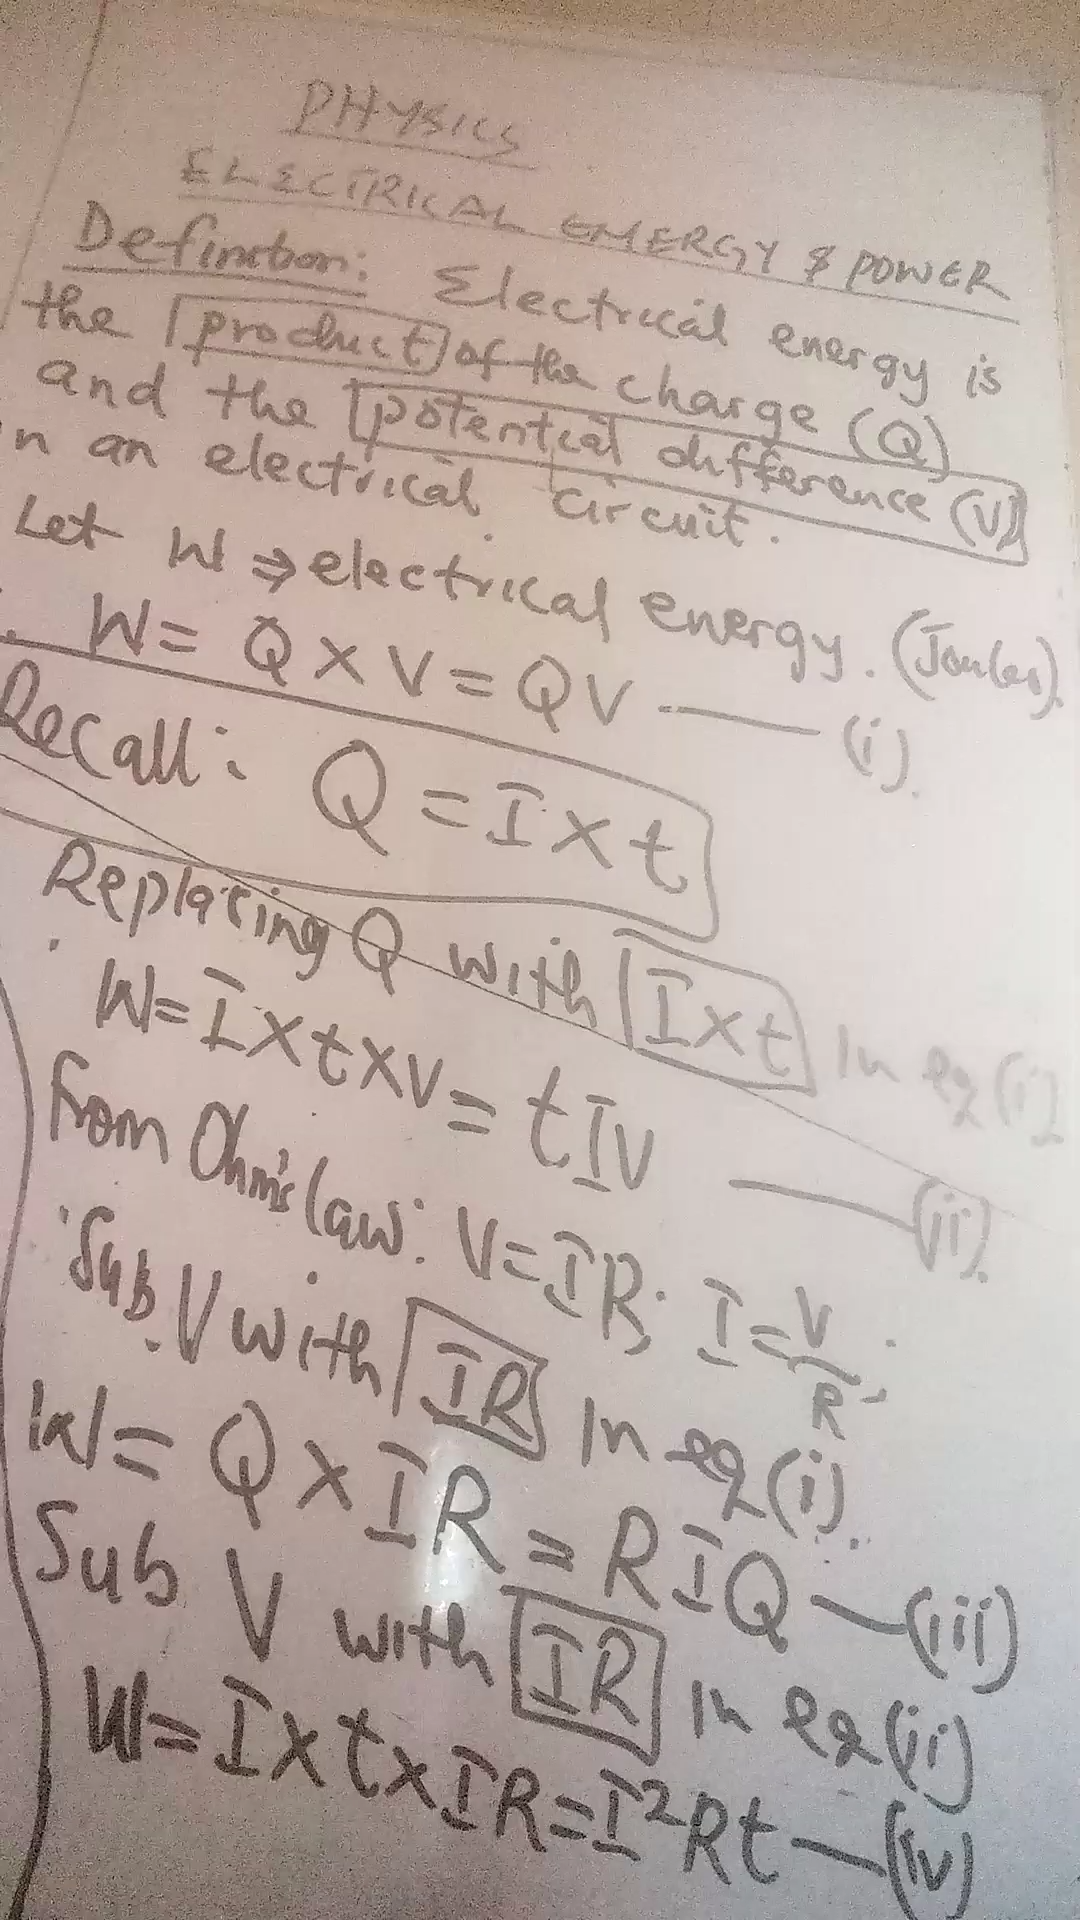 PHYSICS
ELECTRICAL ENERGY & POWER
Definition: Electrical energy is
the product of the charge (Q)
and the potential difference (V)
n an electrical circuit.
Let W ⇒ electrical energy. (Joules).
W = Q X V = QV — (i).
Recall: Q = I X t
Replacing Q with I X t in eq (i)
W = I X t X V = tIV — (ii).
From Ohm's law: V = IR; I = V/R.
Sub V with IR in eq (i).
W = Q X IR = RIQ — (iii)
Sub V with IR in eq (ii)
W = I X t X IR = I²Rt — (iv)